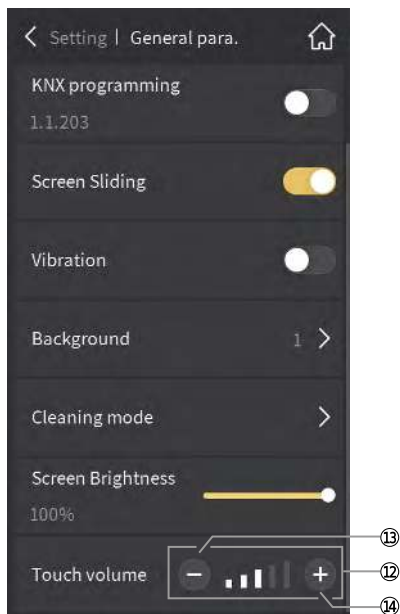 Setting | General para.
KNX programming
1.1.203
Screen Sliding
Vibration
Background 1
Cleaning mode
Screen Brightness
100%
⑬
Touch volume − + ⑫
⑭